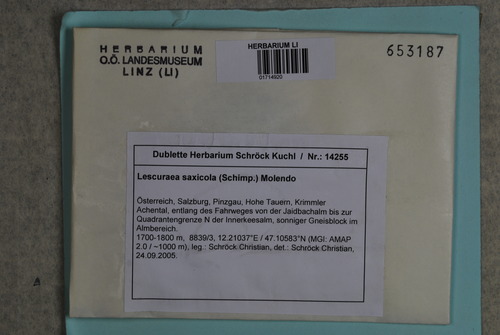 HERBARIUM
O.Ö. LANDESMUSEUM
LINZ (LI)
HERBARIUM LI
01714920
653187
Dublette Herbarium Schröck Kuchl / Nr.: 14255
Lescuraea saxicola (Schimp.) Molendo
Österreich, Salzburg, Pinzgau, Hohe Tauern, Krimmler
Achental, entlang des Fahrweges von der Jaidbachalm bis zur
Quadrantengrenze N der Innerkeesalm, sonniger Gneisblock im
Almbereich.
1700-1800 m, 8839/3, 12.21037°E / 47.10583°N (MGI: AMAP
2.0 / ~1000 m), leg.: Schröck Christian, det.: Schröck Christian,
24.09.2005.